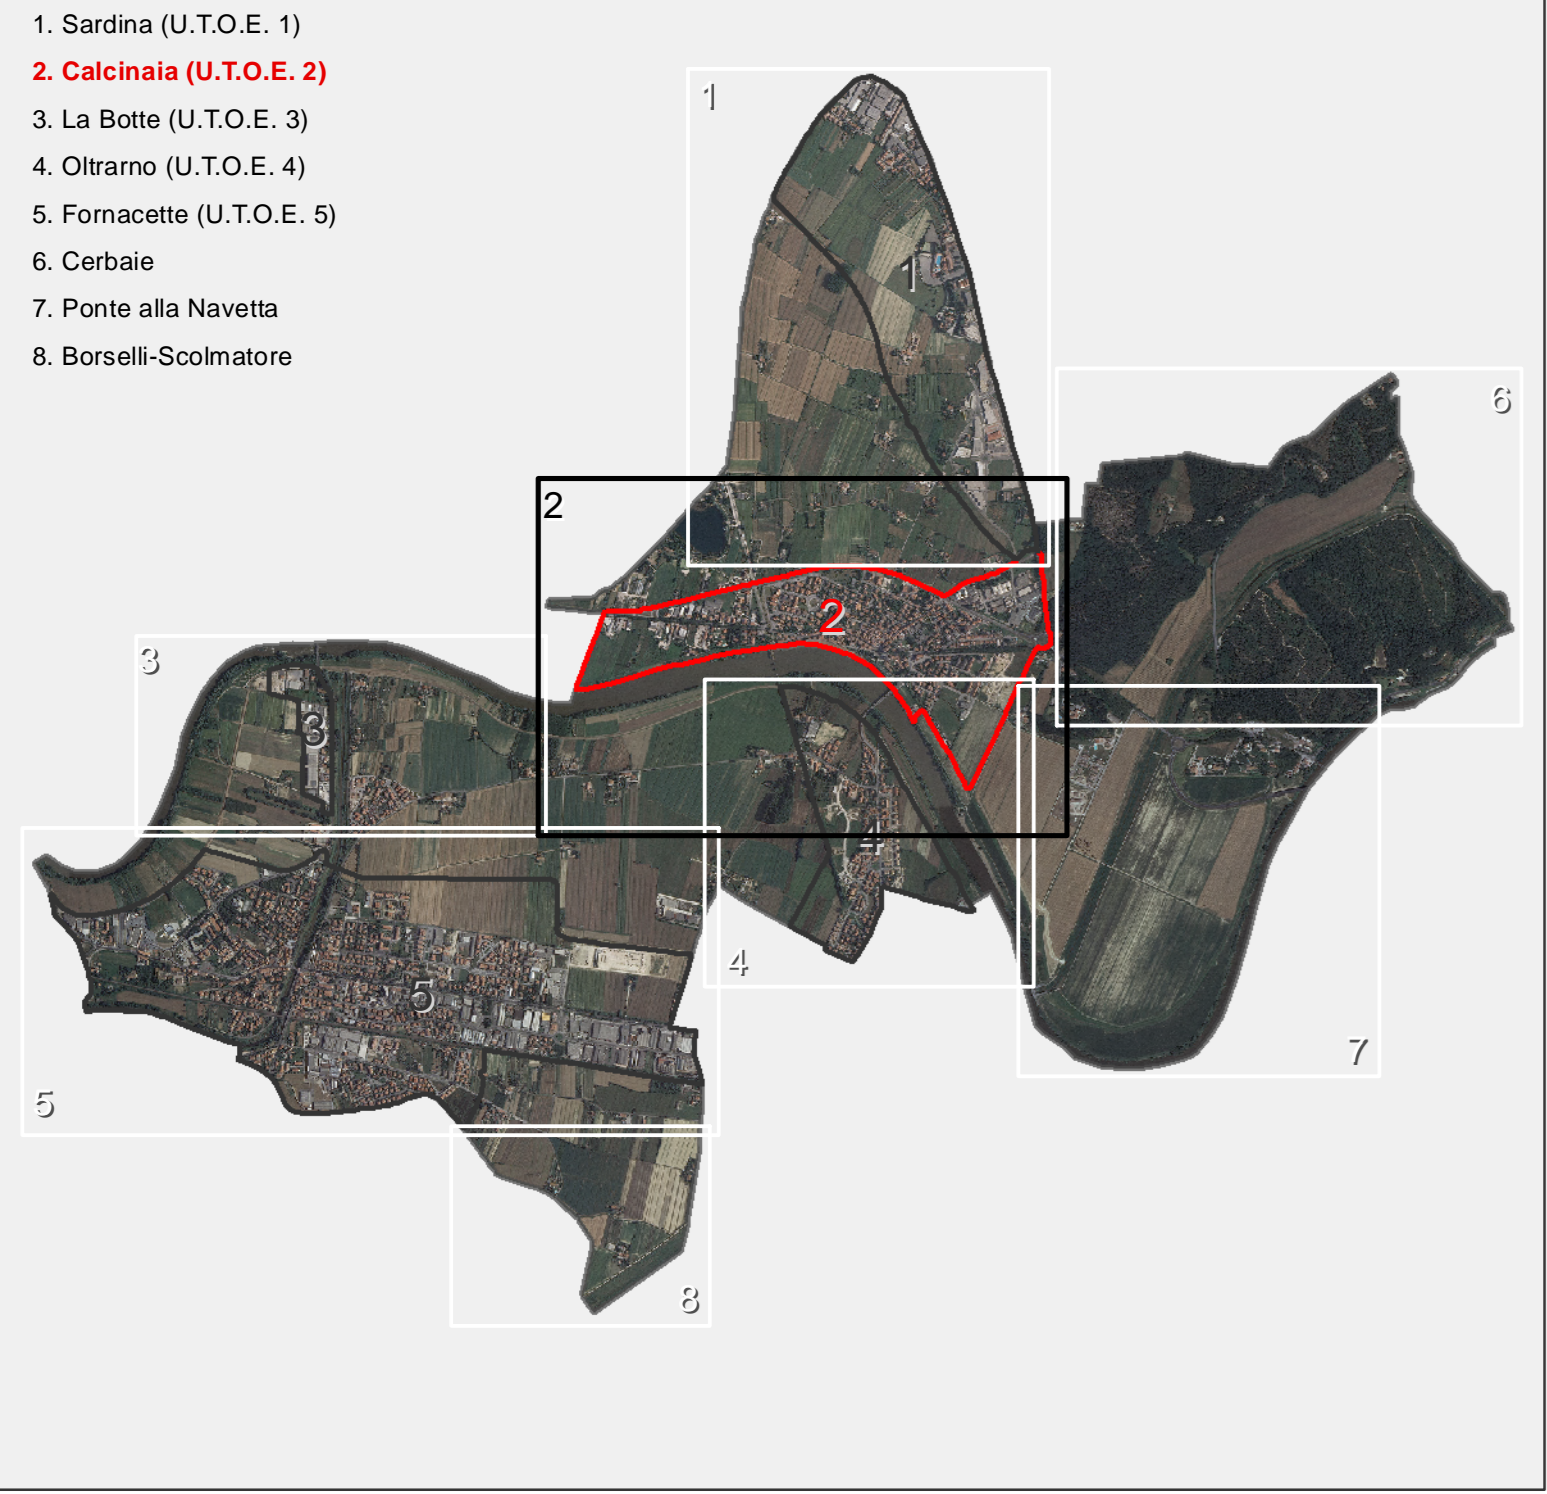 1. Sardina (U.T.O.E. 1)
2. Calcinaia (U.T.O.E. 2)
3. La Botte (U.T.O.E. 3)
4. Oltrarno (U.T.O.E. 4)
5. Fornacette (U.T.O.E. 5)
6. Cerbaie
7. Ponte alla Navetta
8. Borselli-Scolmatore
1
1
6
2
2
3
3
4
4
5
7
5
8